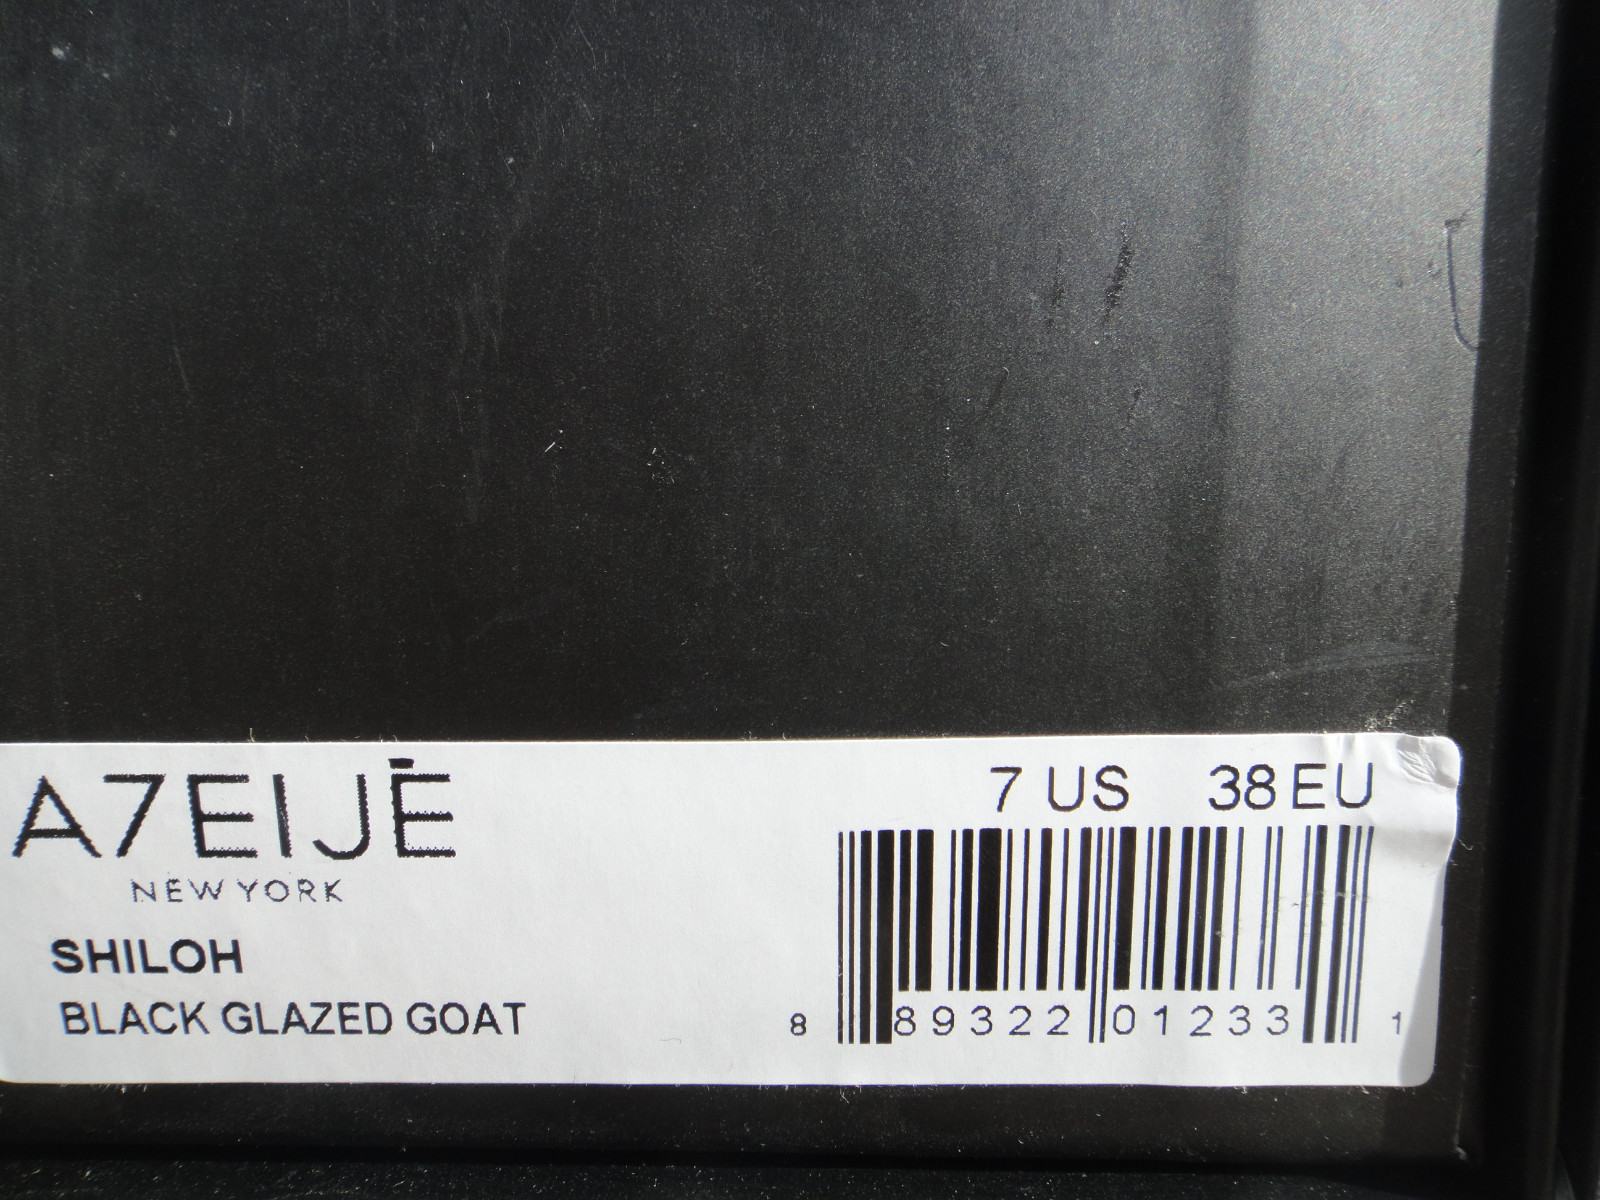 A7EIJĒ
NEW YORK
SHILOH
BLACK GLAZED GOAT
7 US 38 EU
8 89322 01233 1